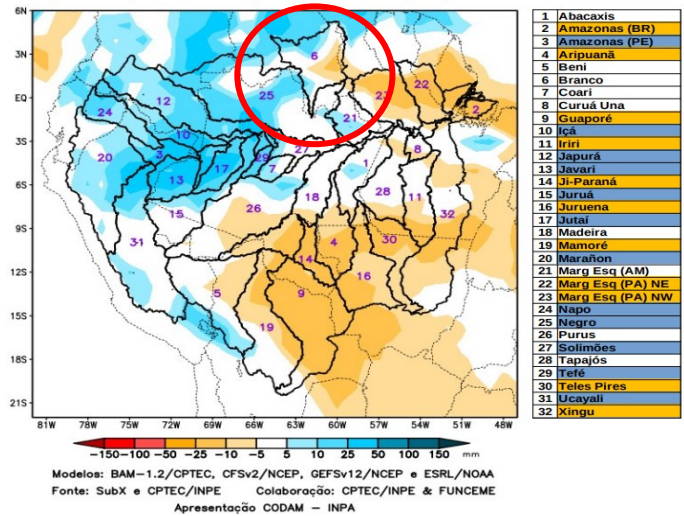 6N
3N
EQ
3S
6S
9S
12S
15S
18S
21S
81W 78W 75W 72W 69W 66W 63W 60W 57W 54W 51W 48W
6
25
23
22
2
24
12
21
10
20
3
13
17
29
7
27
1
8
15
26
18
28
11
32
31
4
30
14
5
9
16
19
-150 -100 -50 -25 -10 -5 5 10 25 50 100 150 mm
Modelos: BAM-1.2/CPTEC, CFSv2/NCEP, GEFSv12/NCEP e ESRL/NOAA
Fonte: SubX e CPTEC/INPE Colaboração: CPTEC/INPE & FUNCEME
Apresentação CODAM - INPA
1 Abacaxis
2 Amazonas (BR)
3 Amazonas (PE)
4 Aripuanã
5 Beni
6 Branco
7 Coari
8 Curuá Una
9 Guaporé
10 Içá
11 Iriri
12 Japurá
13 Javari
14 Ji-Paraná
15 Juruá
16 Juruena
17 Jutaí
18 Madeira
19 Mamoré
20 Marañon
21 Marg Esq (AM)
22 Marg Esq (PA) NE
23 Marg Esq (PA) NW
24 Napo
25 Negro
26 Purus
27 Solimões
28 Tapajós
29 Tefé
30 Teles Pires
31 Ucayali
32 Xingu